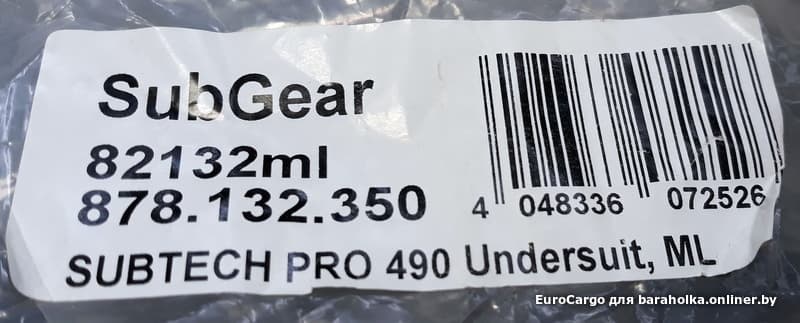 SubGear
82132ml
878.132.350
4 048336 072526
SUBTECH PRO 490 Undersuit, ML
EuroCargo для baraholka.onliner.by